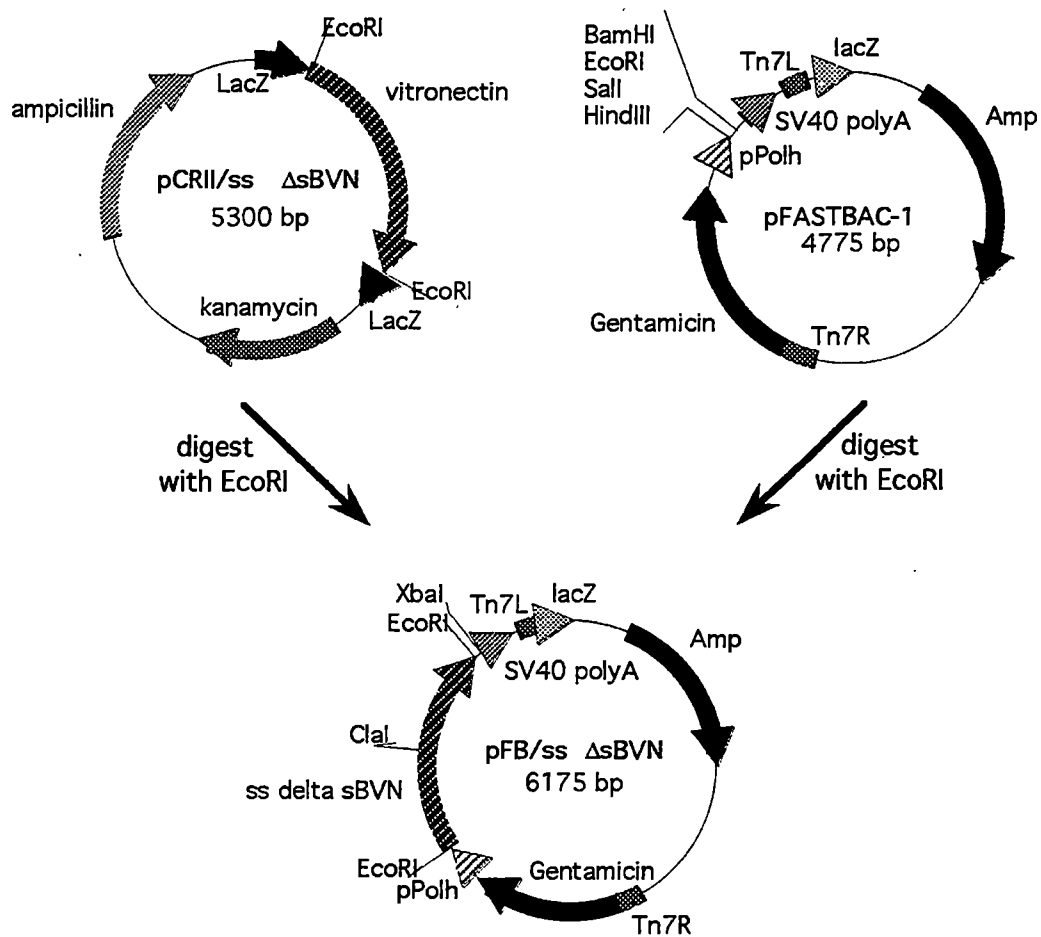 EcoRI
LacZ
vitronectin
ampicillin
pCRII/ss ΔsBVN
5300 bp
EcoRI
LacZ
kanamycin
BamHI
EcoRI
SalI
HindIII
Tn7L
lacZ
SV40 polyA
Amp
pPolh
pFASTBAC-1
4775 bp
Gentamicin
Tn7R
digest
with EcoRI
digest
with EcoRI
XbaI
EcoRI
Tn7L
lacZ
SV40 polyA
Amp
ClaI
pFB/ss ΔsBVN
6175 bp
ss delta sBVN
EcoRI
pPolh
Gentamicin
Tn7R